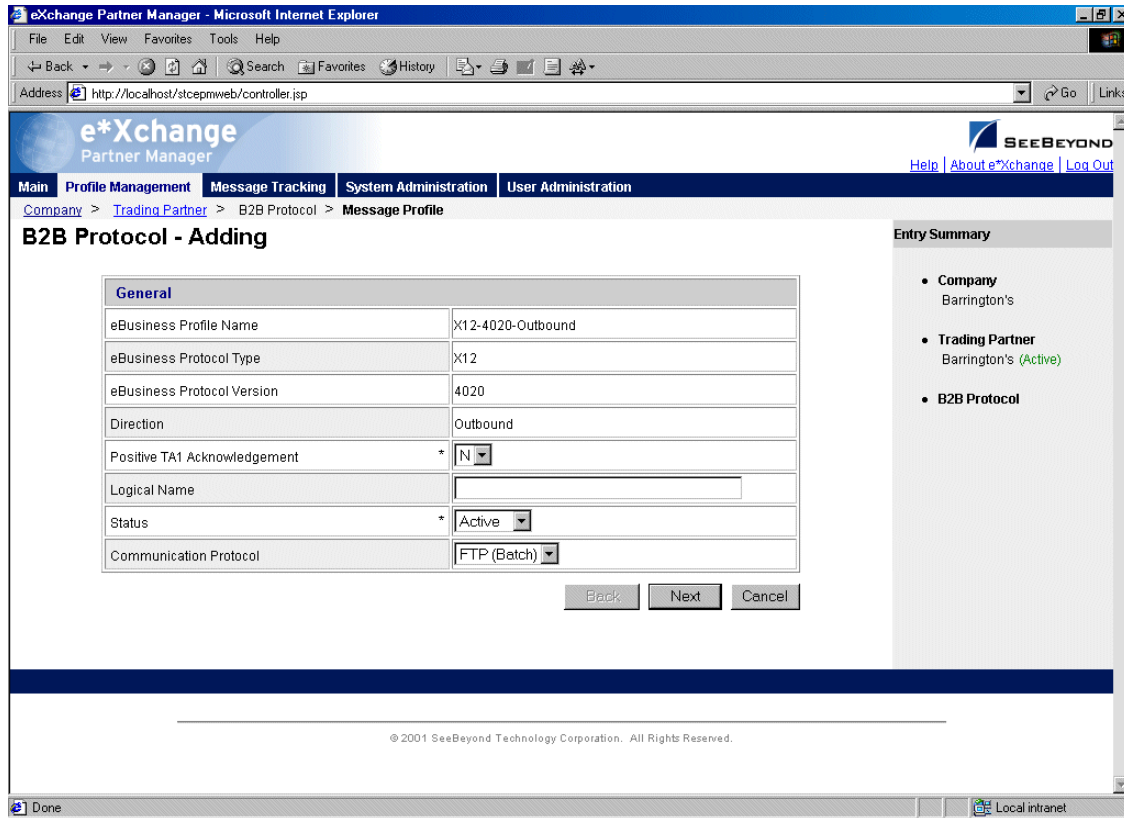 eXchange Partner Manager - Microsoft Internet Explorer
File Edit View Favorites Tools Help
Back Search Favorites History
Address http://localhost/stcepmweb/controller.jsp Go Links
e*Xchange
Partner Manager
SEEBEYOND
Help | About e*Xchange | Log Out
Main Profile Management Message Tracking System Administration User Administration
Company > Trading Partner > B2B Protocol > Message Profile
B2B Protocol - Adding
General
eBusiness Profile Name X12-4020-Outbound
eBusiness Protocol Type X12
eBusiness Protocol Version 4020
Direction Outbound
Positive TA1 Acknowledgement * N
Logical Name
Status * Active
Communication Protocol FTP (Batch)
Back Next Cancel
Entry Summary
• Company
Barrington's
• Trading Partner
Barrington's (Active)
• B2B Protocol
© 2001 SeeBeyond Technology Corporation. All Rights Reserved.
Done Local intranet